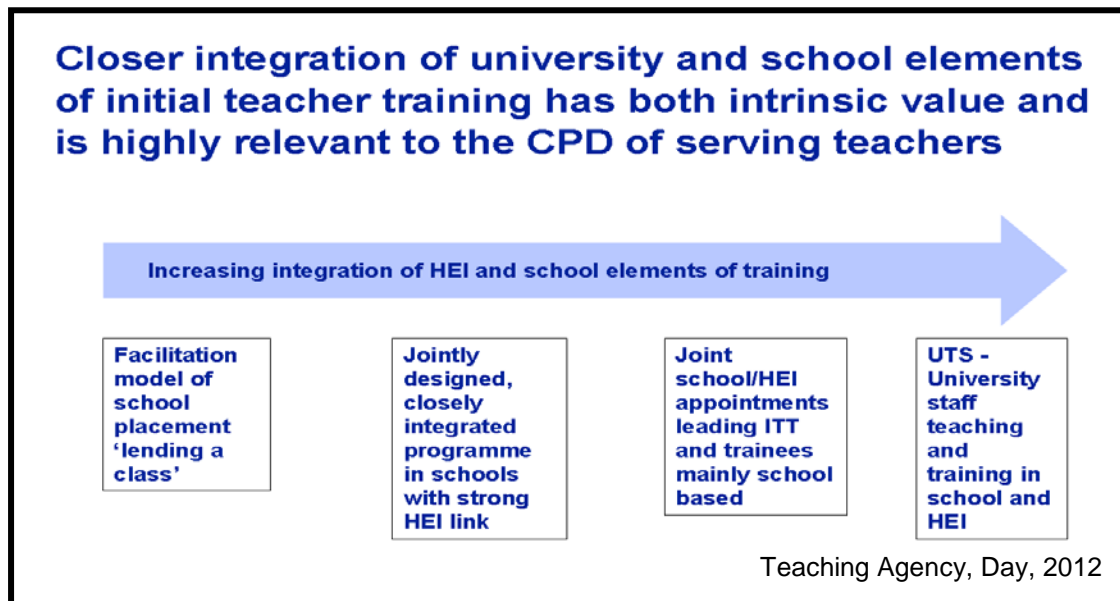 Closer integration of university and school elements
of initial teacher training has both intrinsic value and
is highly relevant to the CPD of serving teachers
Increasing integration of HEI and school elements of training
Facilitation
model of
school
placement
‘lending a
class’
Jointly
designed,
closely
integrated
programme
in schools
with strong
HEI link
Joint
school/HEI
appointments
leading ITT
and trainees
mainly school
based
UTS -
University
staff
teaching
and
training in
school and
HEI
Teaching Agency, Day, 2012